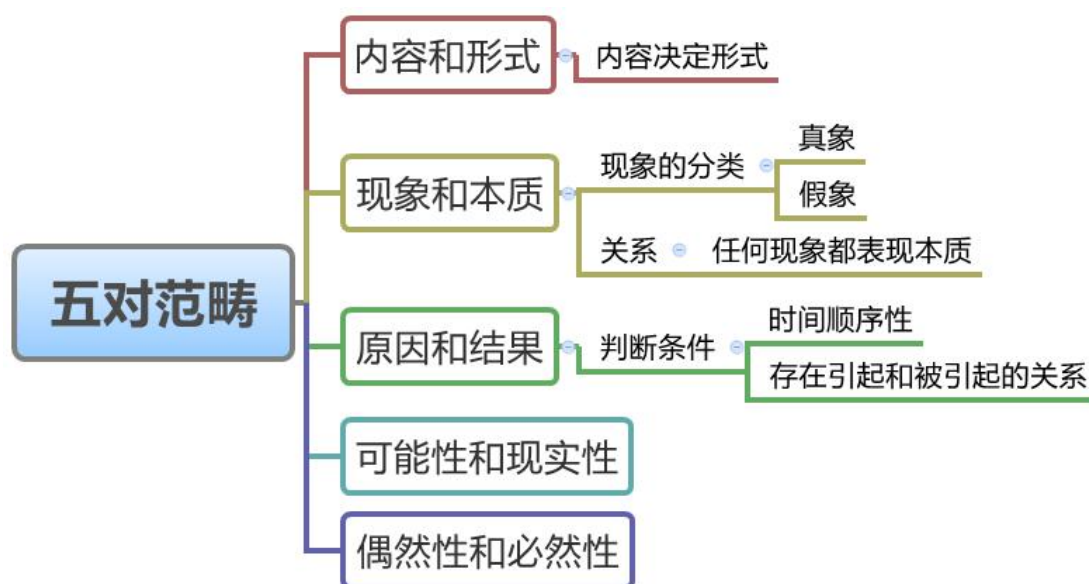 五对范畴
内容和形式
内容决定形式
现象和本质
现象的分类
真象
假象
关系
任何现象都表现本质
原因和结果
判断条件
时间顺序性
存在引起和被引起的关系
可能性和现实性
偶然性和必然性